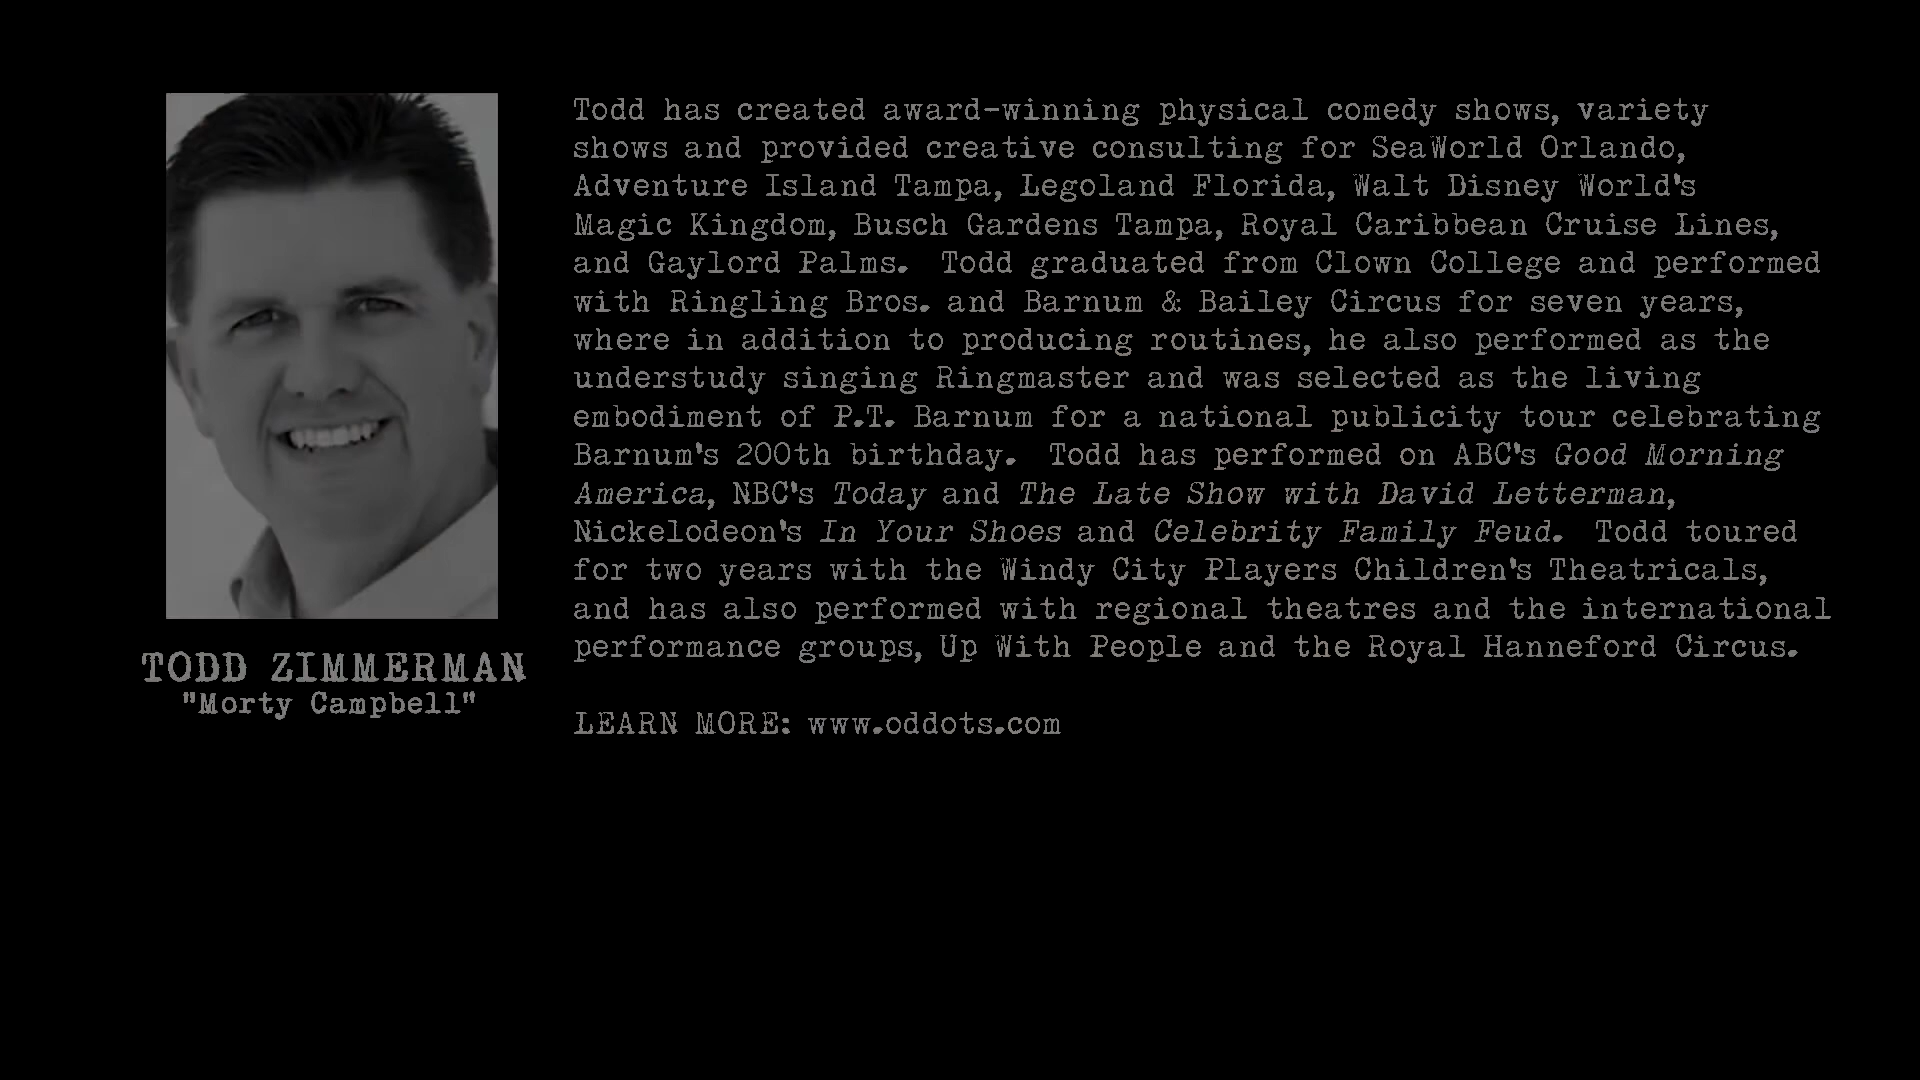 Todd has created award-winning physical comedy shows, variety
shows and provided creative consulting for SeaWorld Orlando,
Adventure Island Tampa, Legoland Florida, Walt Disney World's
Magic Kingdom, Busch Gardens Tampa, Royal Caribbean Cruise Lines,
and Gaylord Palms.  Todd graduated from Clown College and performed
with Ringling Bros. and Barnum & Bailey Circus for seven years,
where in addition to producing routines, he also performed as the
understudy singing Ringmaster and was selected as the living
embodiment of P.T. Barnum for a national publicity tour celebrating
Barnum's 200th birthday.  Todd has performed on ABC's Good Morning
America, NBC's Today and The Late Show with David Letterman,
Nickelodeon's In Your Shoes and Celebrity Family Feud.  Todd toured
for two years with the Windy City Players Children's Theatricals,
and has also performed with regional theatres and the international
performance groups, Up With People and the Royal Hanneford Circus.
LEARN MORE: www.oddots.com
TODD ZIMMERMAN
"Morty Campbell"